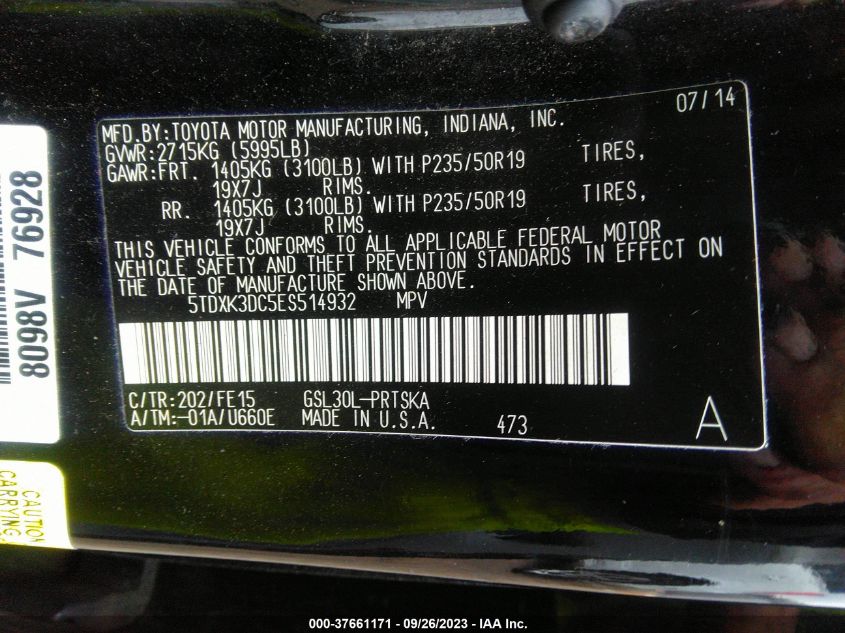 07/14
MFD.BY:TOYOTA MOTOR MANUFACTURING, INDIANA, INC.
GVWR:2715KG (5995LB)
GAWR:FRT. 1405KG (3100LB) WITH P235/50R19 TIRES,
19X7J RIMS.
RR. 1405KG (3100LB) WITH P235/50R19 TIRES,
19X7J RIMS.
THIS VEHICLE CONFORMS TO ALL APPLICABLE FEDERAL MOTOR
VEHICLE SAFETY AND THEFT PREVENTION STANDARDS IN EFFECT ON
THE DATE OF MANUFACTURE SHOWN ABOVE.
5TDXK3DC5ES514932 MPV
C/TR:202/FE15 GSL30L-PRTSKA
A/TM:-01A/U660E MADE IN U.S.A. 473 A
8098V 76928
CAUTION
CARRYING
000-37661171 - 09/26/2023 - IAA Inc.